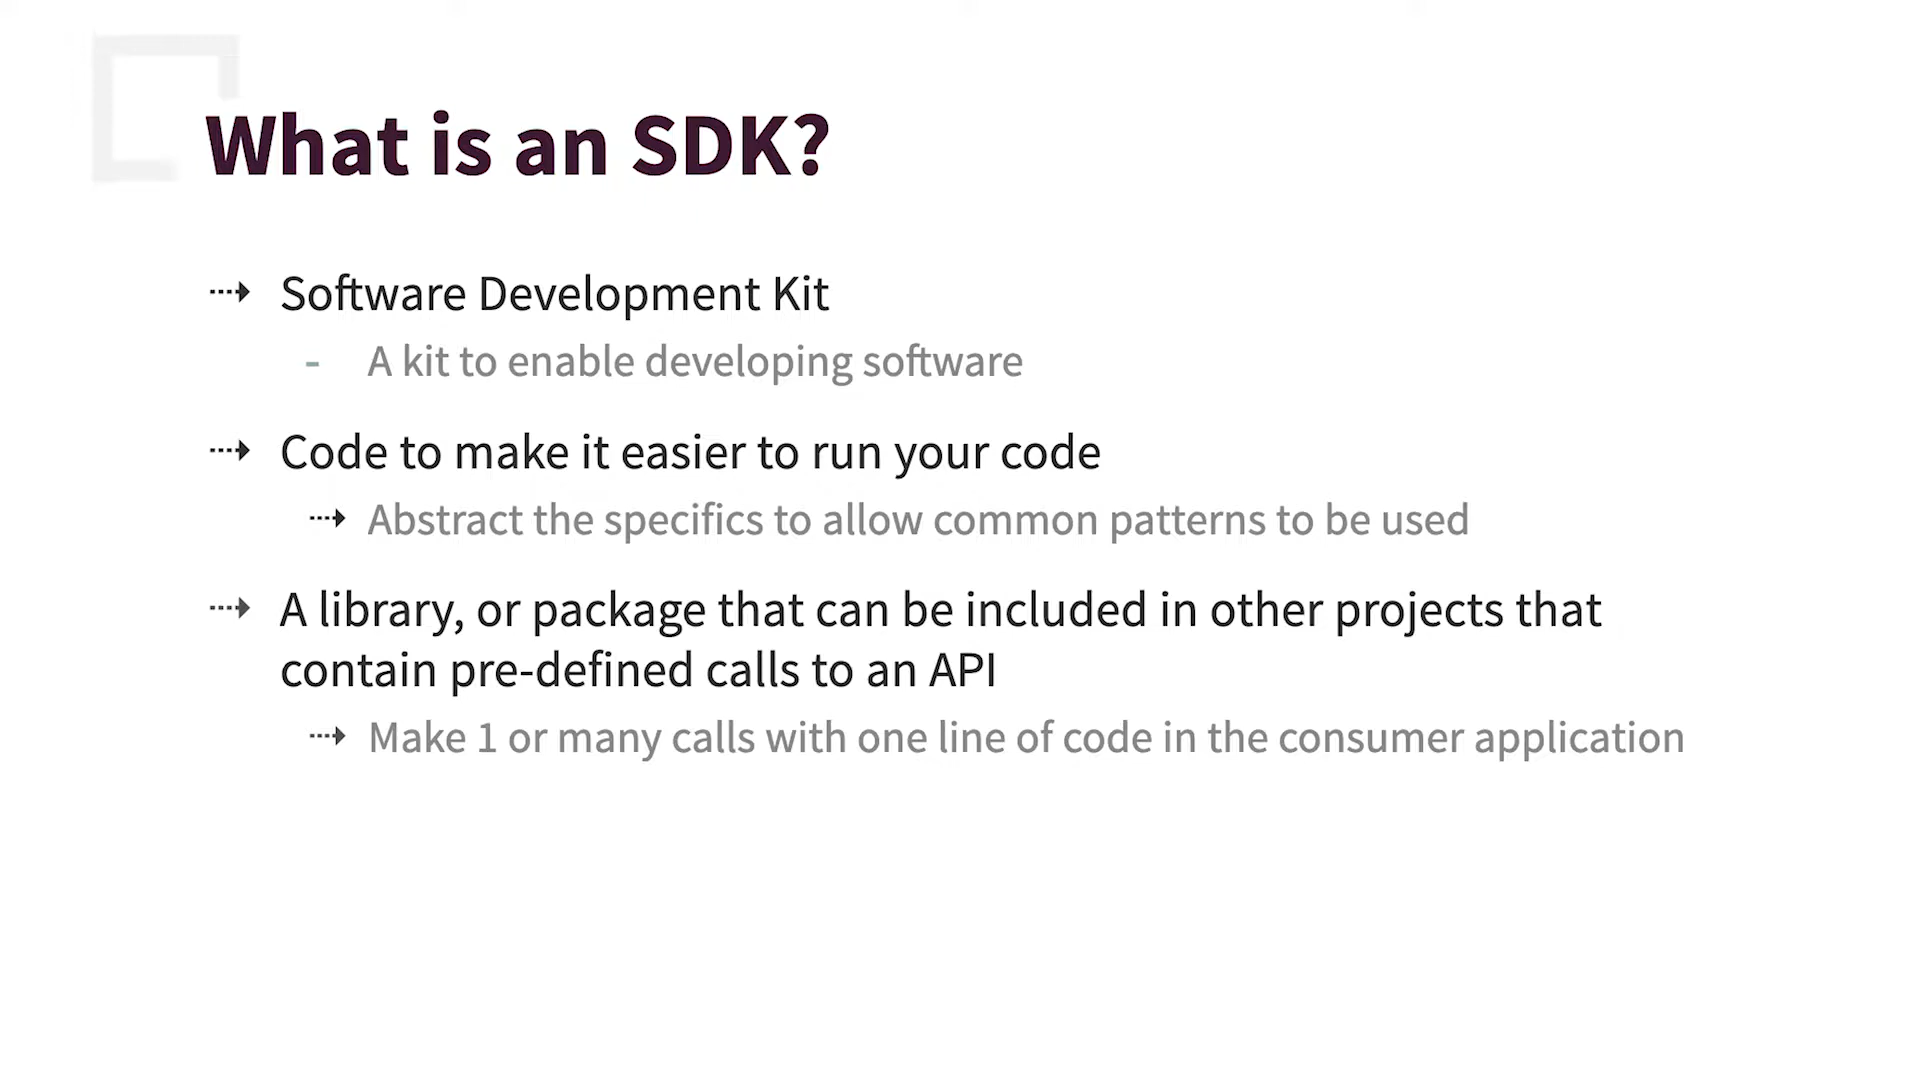 What is an SDK?
Software Development Kit
- A kit to enable developing software
Code to make it easier to run your code
Abstract the specifics to allow common patterns to be used
A library, or package that can be included in other projects that
contain pre-defined calls to an API
Make 1 or many calls with one line of code in the consumer application